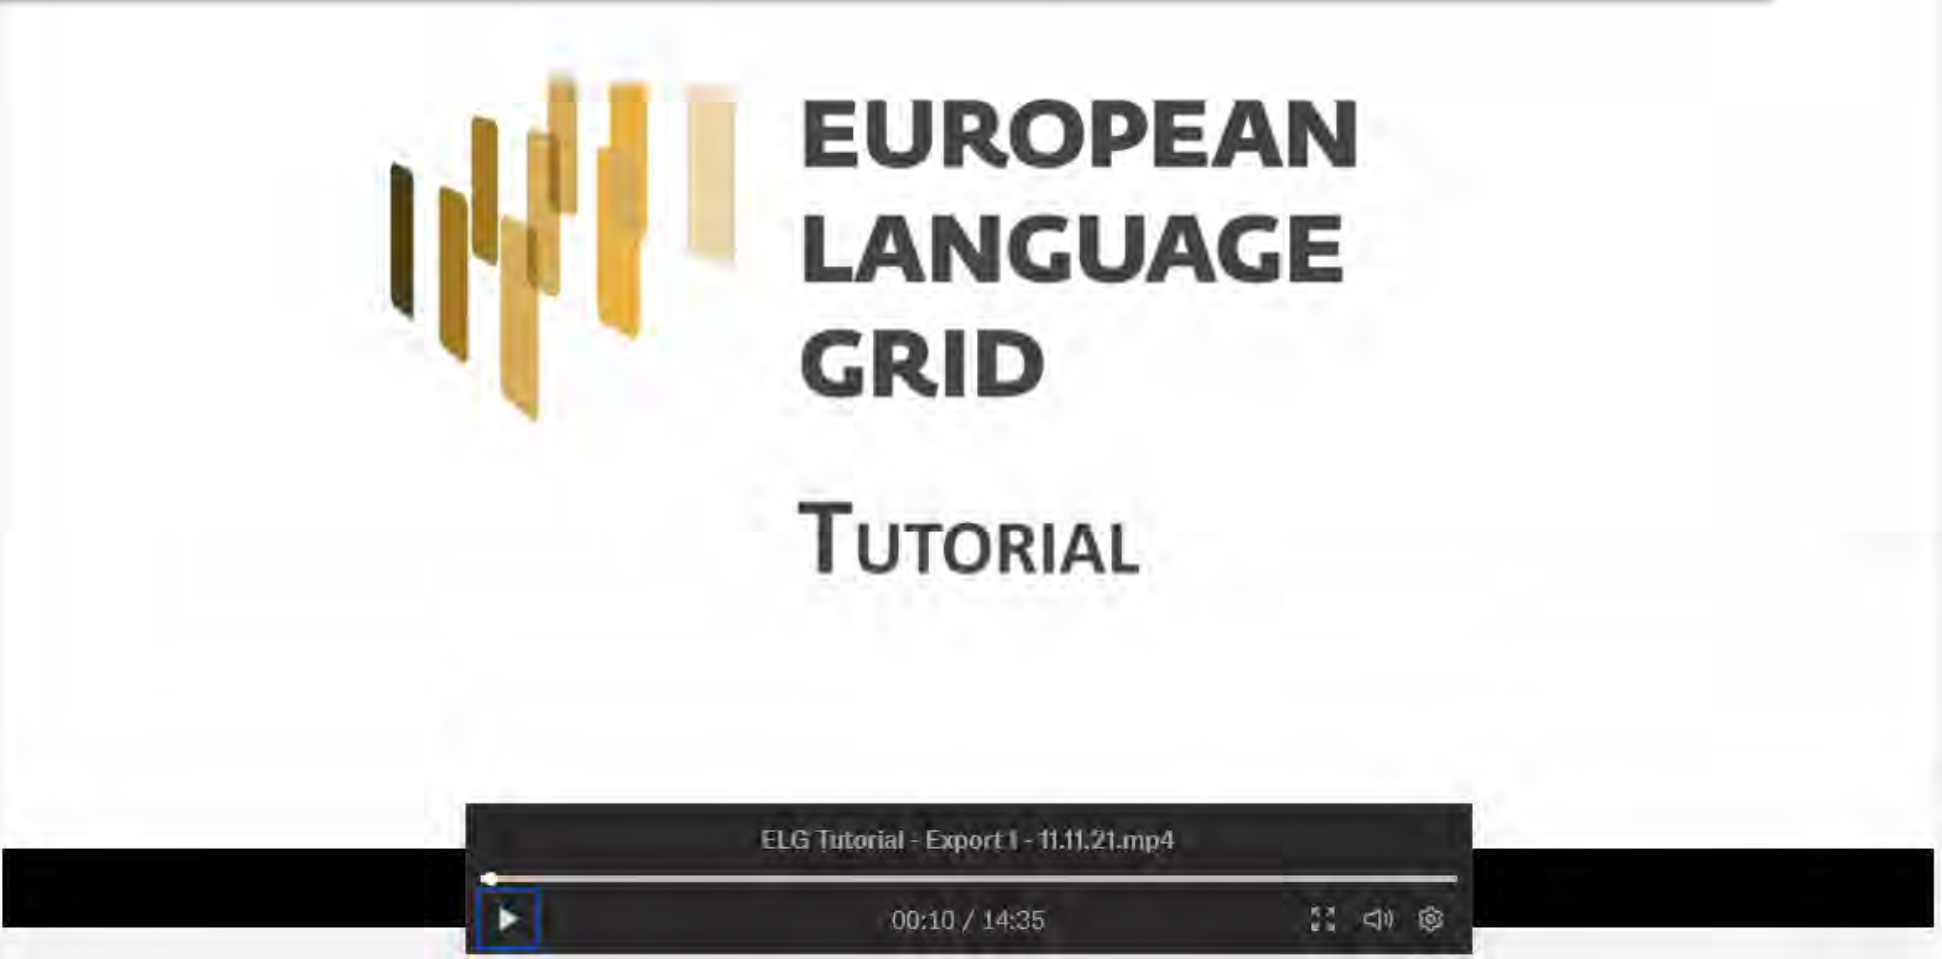 EUROPEAN
LANGUAGE
GRID
TUTORIAL
ELG Tutorial - Export 1 - 11.11.21.mp4
00:10 / 14:35